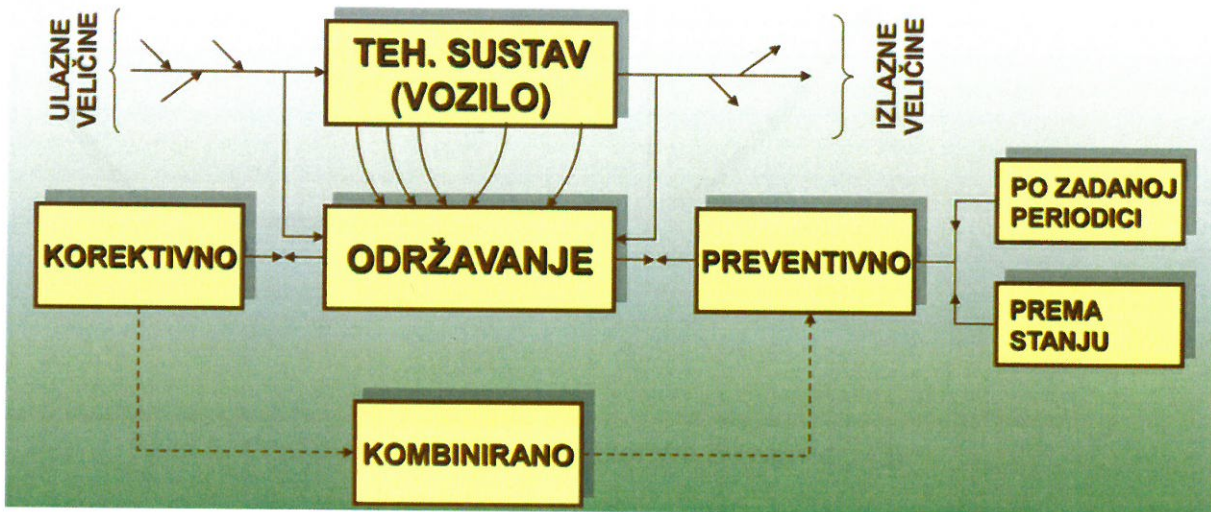 ULAZNE
VELIČINE
TEH. SUSTAV
(VOZILO)
IZLAZNE
VELIČINE
KOREKTIVNO
ODRŽAVANJE
PREVENTIVNO
PO ZADANOJ
PERIODICI
PREMA
STANJU
KOMBINIRANO